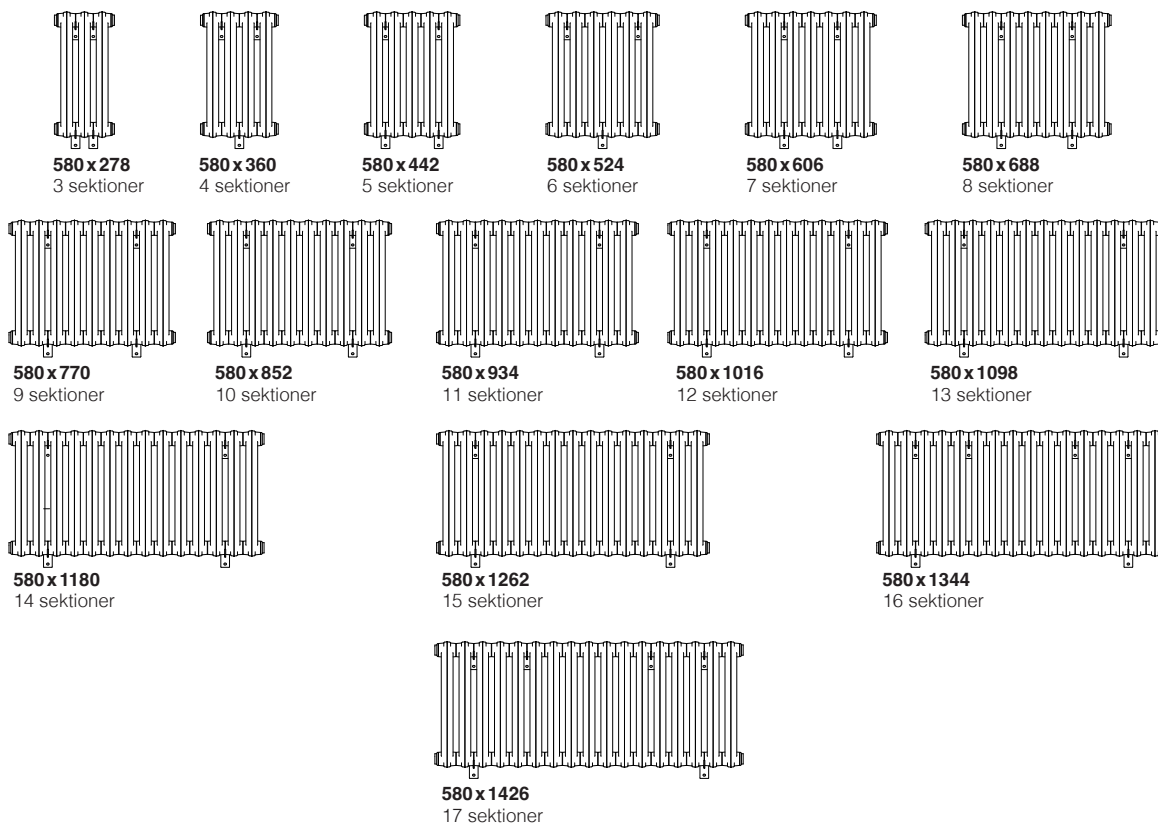 580 x 278
3 sektioner
580 x 360
4 sektioner
580 x 442
5 sektioner
580 x 524
6 sektioner
580 x 606
7 sektioner
580 x 688
8 sektioner
580 x 770
9 sektioner
580 x 852
10 sektioner
580 x 934
11 sektioner
580 x 1016
12 sektioner
580 x 1098
13 sektioner
580 x 1180
14 sektioner
580 x 1262
15 sektioner
580 x 1344
16 sektioner
580 x 1426
17 sektioner